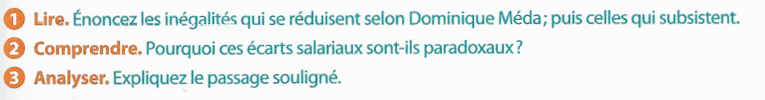 1 Lire. Énoncez les inégalités qui se réduisent selon Dominique Méda; puis celles qui subsistent.
2 Comprendre. Pourquoi ces écarts salariaux sont-ils paradoxaux?
3 Analyser. Expliquez le passage souligné.